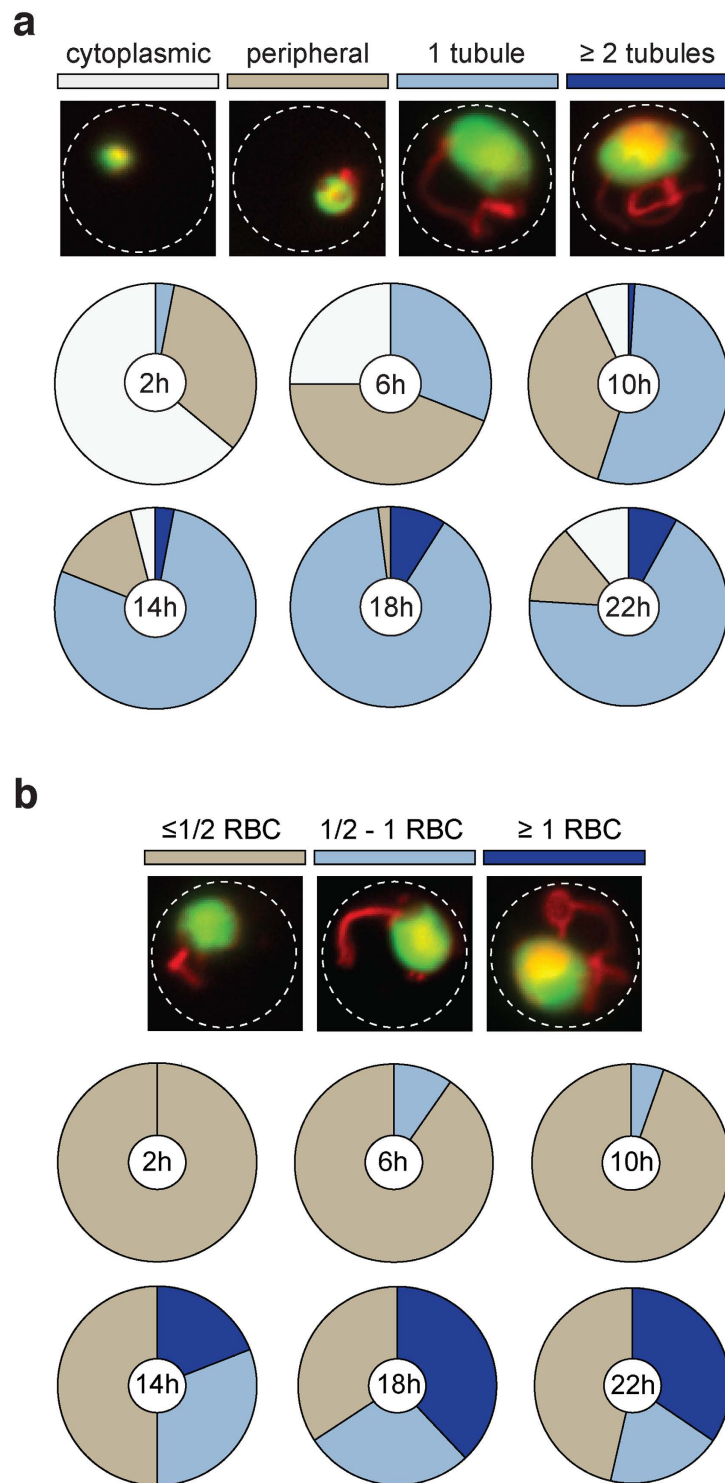 a
cytoplasmic peripheral 1 tubule ≥ 2 tubules
2h 6h 10h
14h 18h 22h
b
≤1/2 RBC 1/2 - 1 RBC ≥ 1 RBC
2h 6h 10h
14h 18h 22h